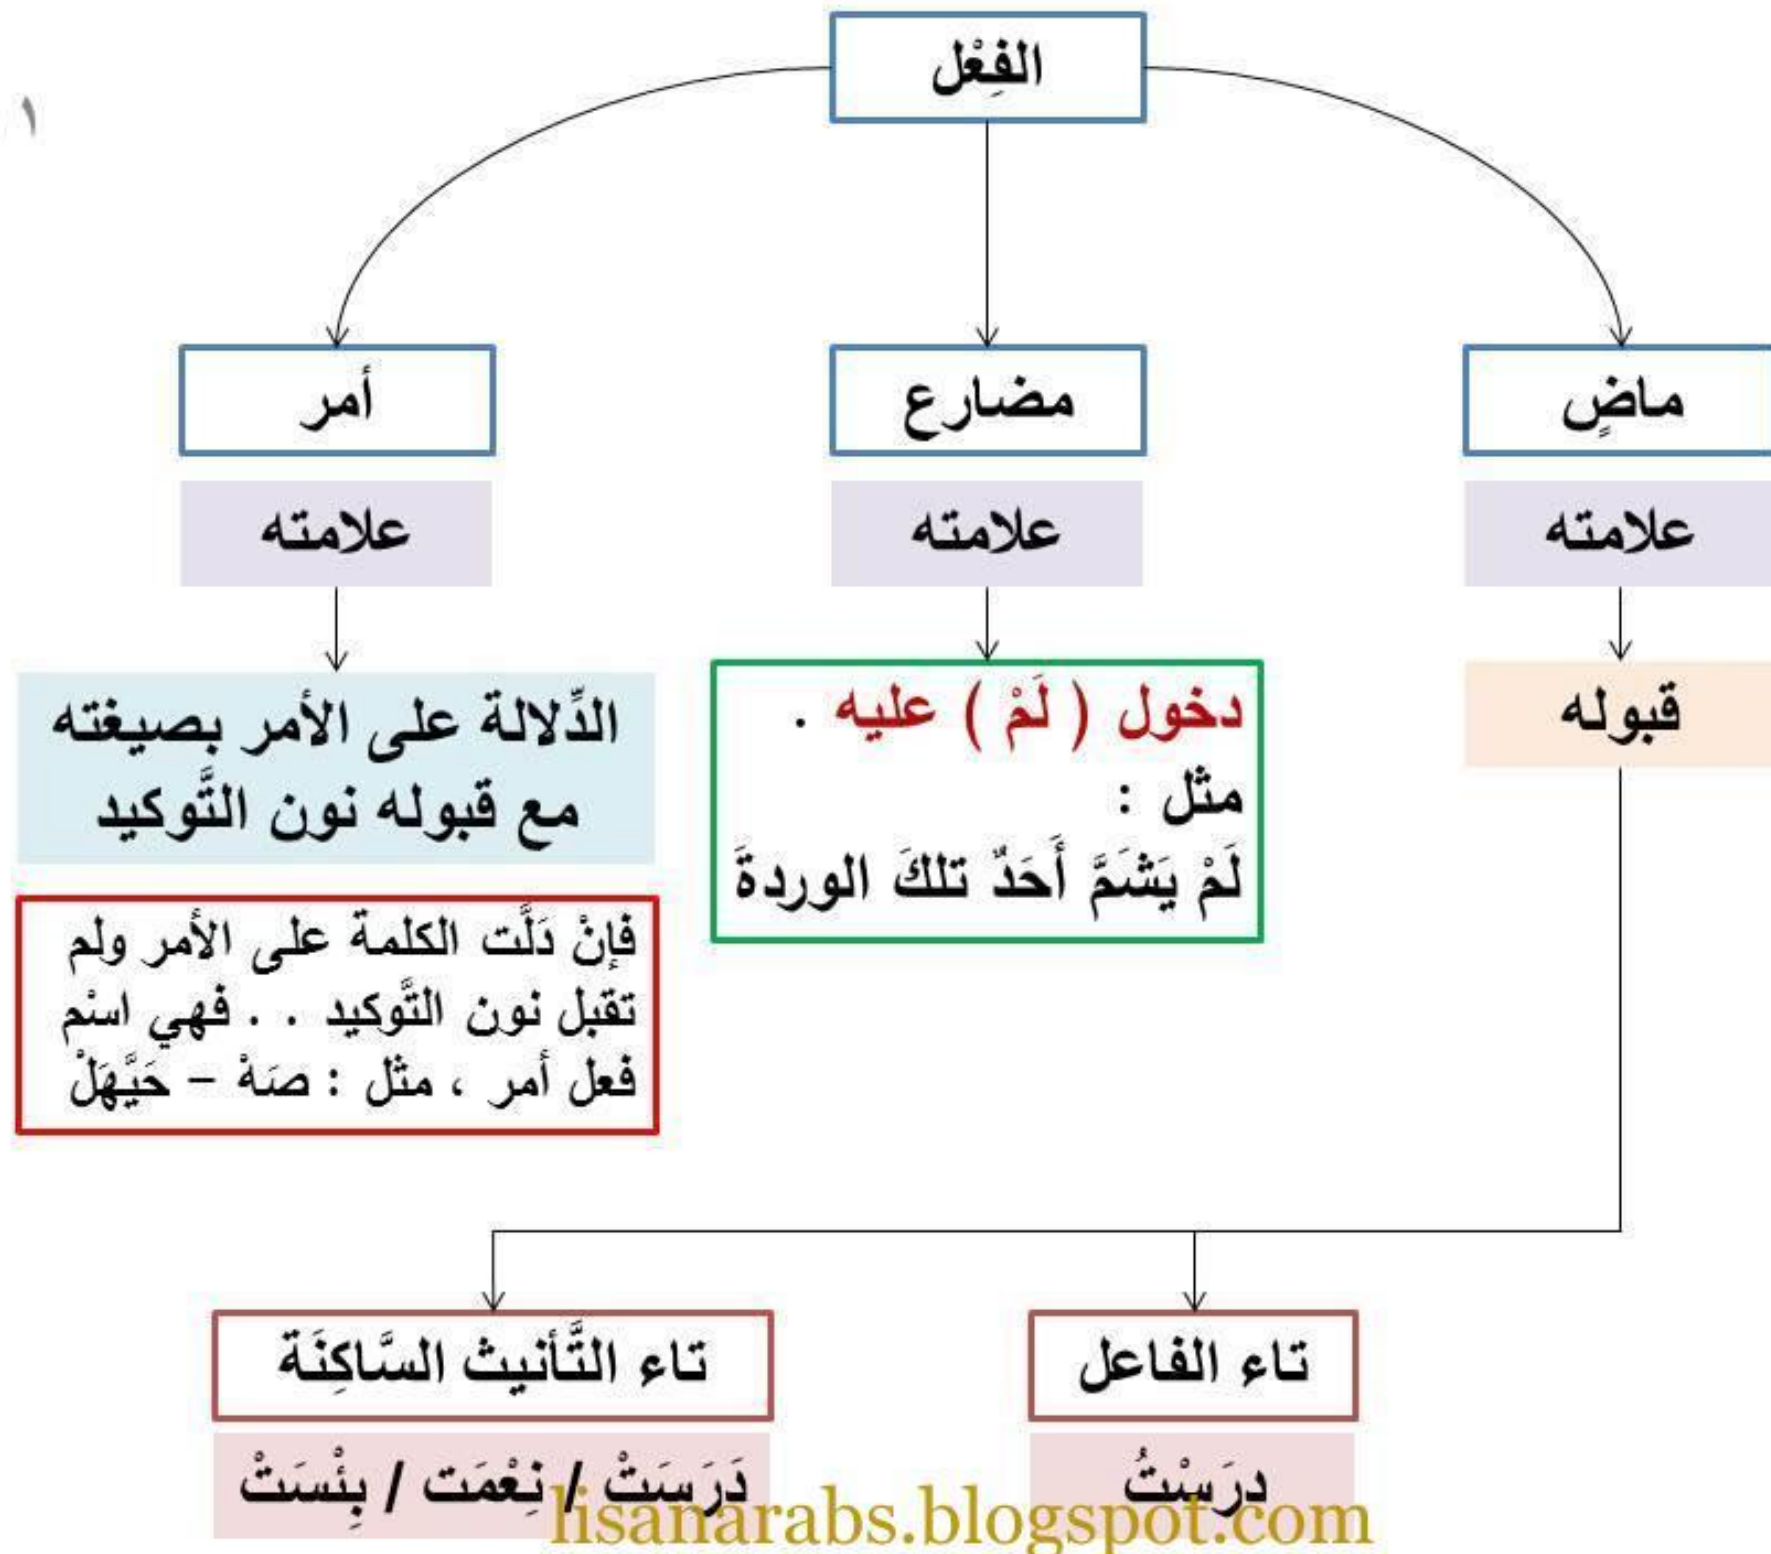 ١
الفِعْل
ماضٍ
مضارع
أمر
علامته
علامته
علامته
قبوله
دخول ( لَمْ ) عليه .
مثل :
لَمْ يَشَمَّ أَحَدٌ تلكَ الوردةَ
الدِّلالة على الأمر بصيغته
مع قبوله نون التَّوكيد
فإنْ دَلَّت الكلمة على الأمر ولم
تقبل نون التَّوكيد . . فهي اسْم
فعل أمر ، مثل : صَهْ – حَيَّهَلْ
تاء الفاعل
تاء التَّأنيث السَّاكِنَة
درَسْتُ
دَرَسَتْ / نِعْمَت / بِئْسَتْ
lisanarabs.blogspot.com